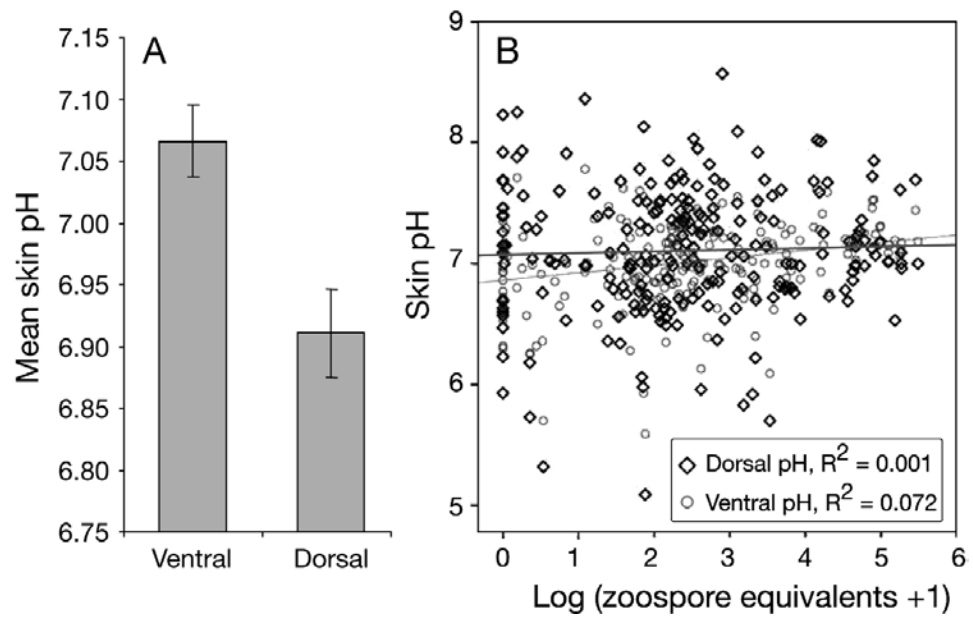 A
7.15
7.10
7.05
7.00
6.95
6.90
6.85
6.80
6.75
Mean skin pH
Ventral Dorsal
B
9
8
7
6
5
Skin pH
Dorsal pH, R² = 0.001
Ventral pH, R² = 0.072
0 1 2 3 4 5 6
Log (zoospore equivalents +1)